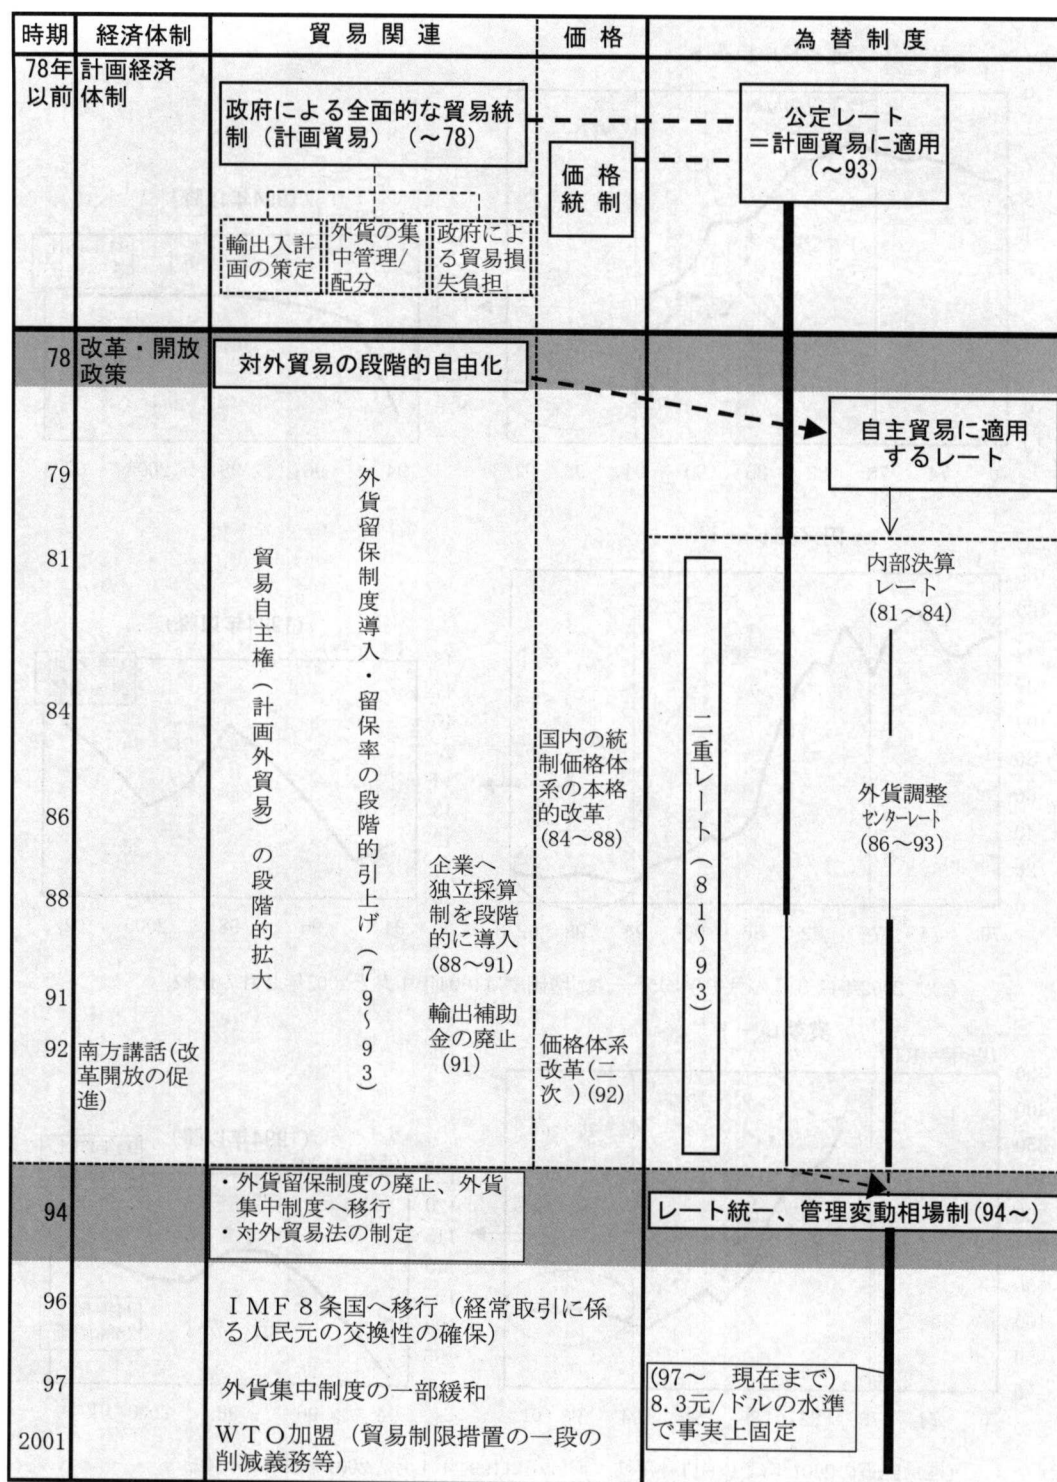 時期 経済体制 貿易関連 価格 為替制度
78年
以前
計画経済
体制
政府による全面的な貿易統
制（計画貿易）（～78）
価格
統制
公定レート
＝計画貿易に適用
（～93）
輸出入計
画の策定
外貨の集
中管理/
配分
政府によ
る貿易損
失負担
78
改革・開放
政策
対外貿易の段階的自由化
自主貿易に適用
するレート
79
81
84
86
88
91
92
南方講話(改
革開放の促
進)
貿易自主権（計画外貿易）の段階的拡大
外貨留保制度導入・留保率の段階的引上げ（79～93）
企業へ
独立採算
制を段階
的に導入
(88～91)
輸出補助
金の廃止
(91)
国内の統
制価格体
系の本格
的改革
(84～88)
価格体系
改革(二
次 ) (92)
二重レート（81～93）
内部決算
レート
(81～84)
外貨調整
センターレート
(86～93)
94
・外貨留保制度の廃止、外貨
集中制度へ移行
・対外貿易法の制定
レート統一、管理変動相場制(94～)
96
ＩＭＦ８条国へ移行（経常取引に係
る人民元の交換性の確保）
97
外貨集中制度の一部緩和
2001
ＷＴＯ加盟（貿易制限措置の一段の
削減義務等）
(97～ 現在まで)
8.3元/ドルの水準
で事実上固定